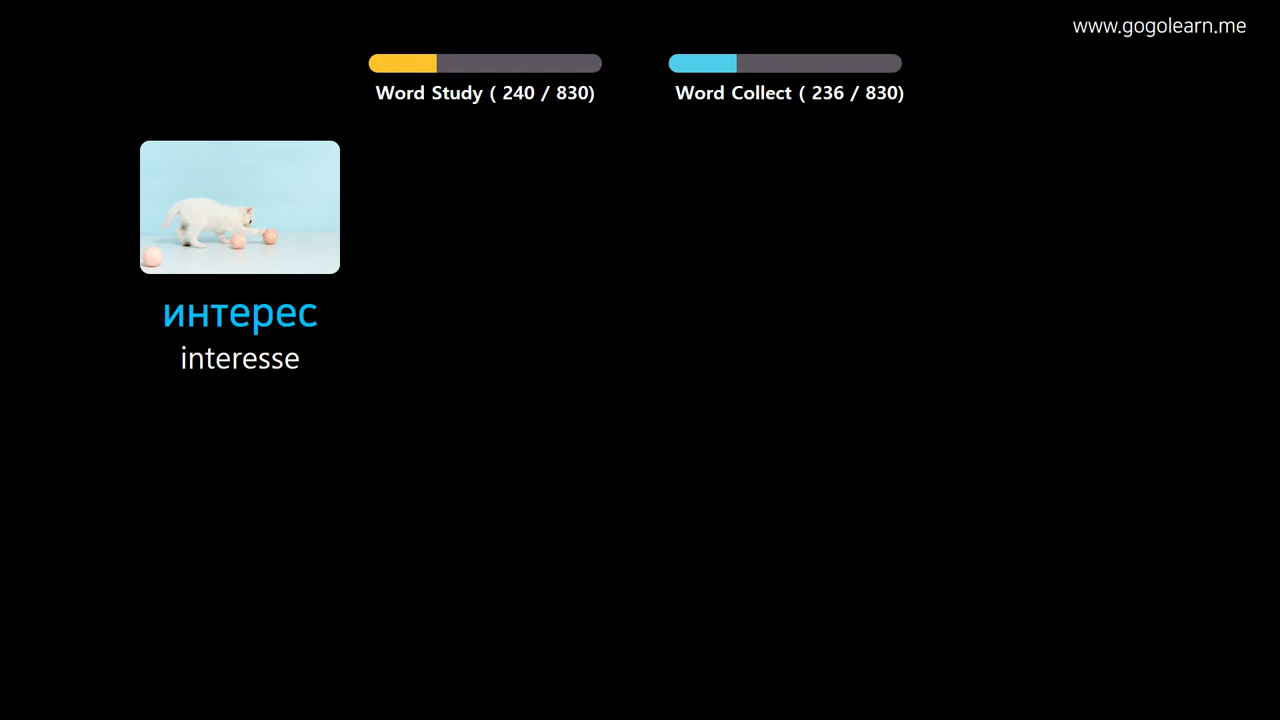 www.gogolearn.me
Word Study ( 240 / 830)
Word Collect ( 236 / 830)
интерес
interesse